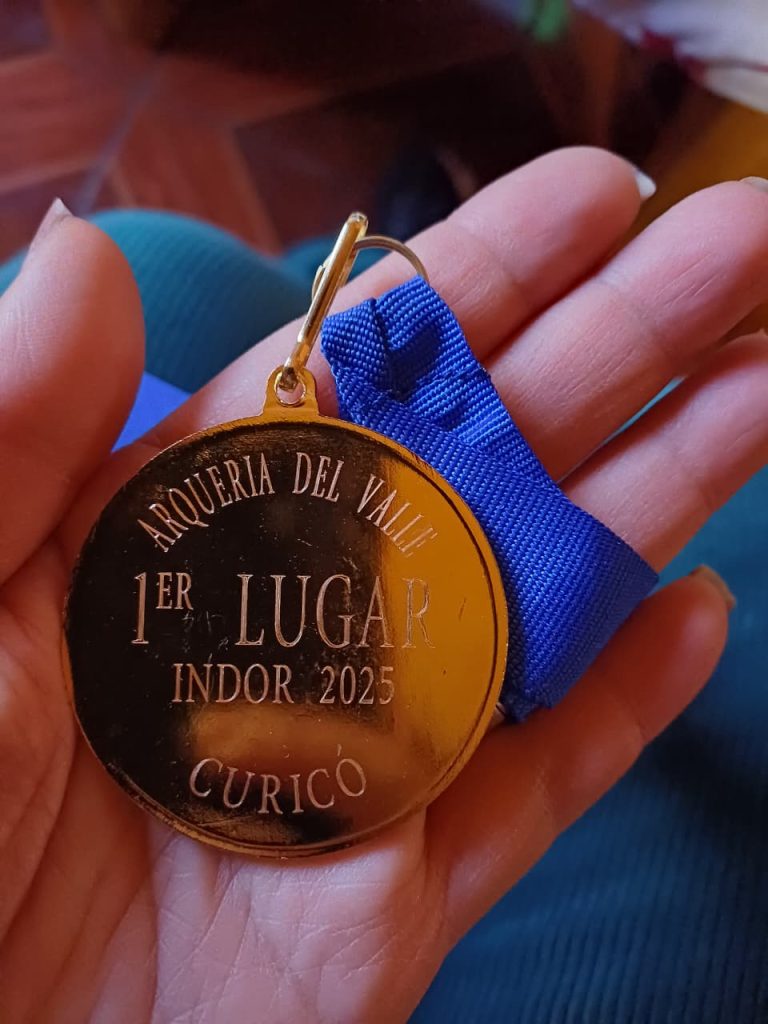 ARQUERIA DEL VALLE
1ER LUGAR
INDOR 2025
CURICÓ